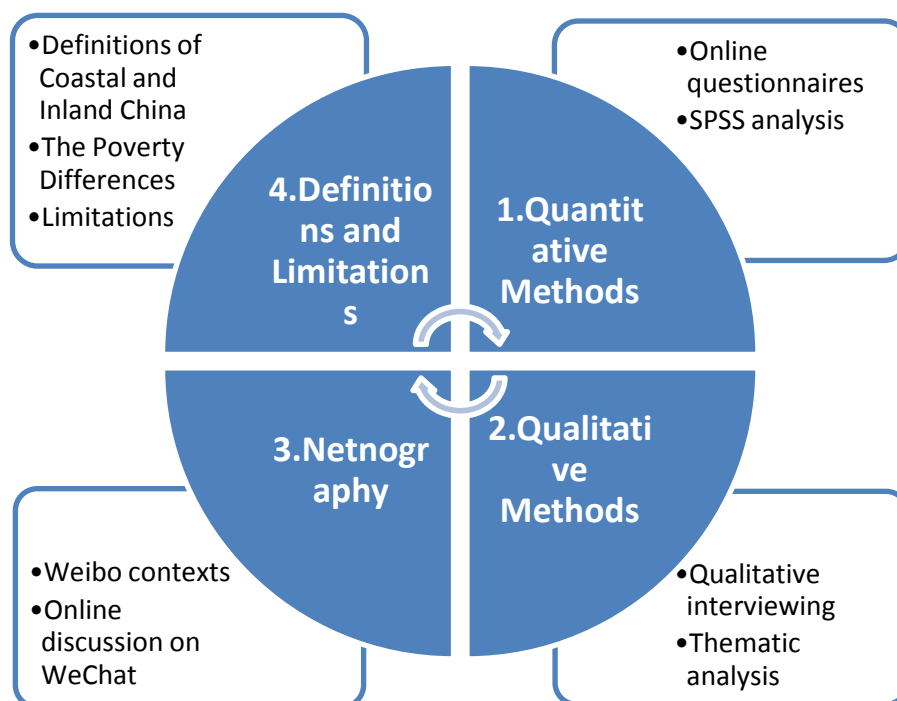 •Definitions of
Coastal and
Inland China
•The Poverty
Differences
•Limitations
•Online
questionnaires
•SPSS analysis
4.Definitio
ns and
Limitation
s
1.Quantit
ative
Methods
3.Netnogr
aphy
2.Qualitati
ve
Methods
•Weibo contexts
•Online
discussion on
WeChat
•Qualitative
interviewing
•Thematic
analysis